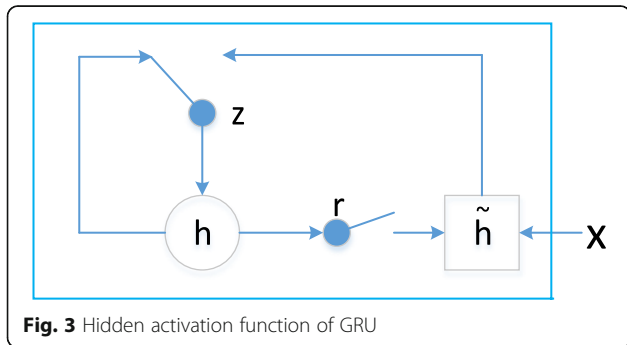 z
r
h
h̃
x
Fig. 3 Hidden activation function of GRU